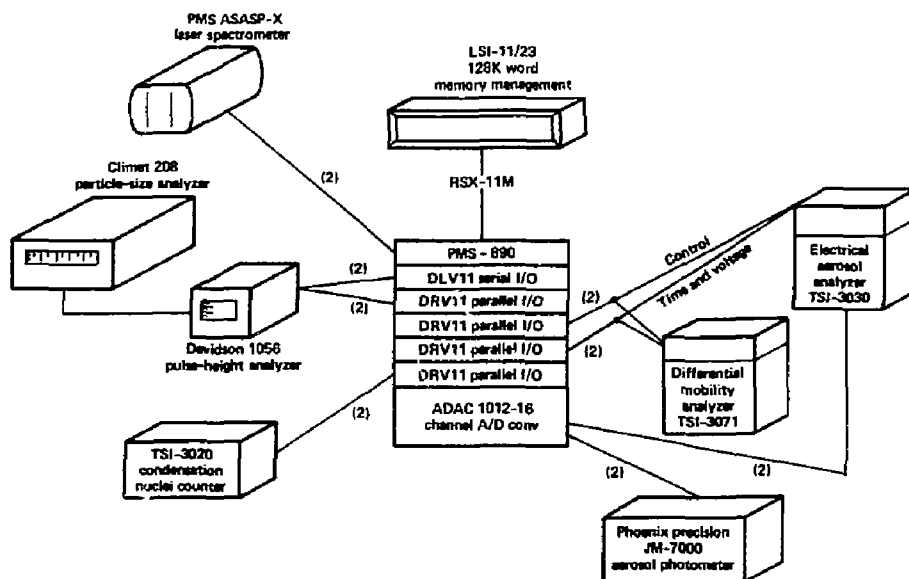 PMS ASASP-X
laser spectrometer
LSI-11/23
128K word
memory management
Climet 208
particle-size analyzer
(2)
RSX-11M
PMS - 890
DLV11 serial I/O
DRV11 parallel I/O
DRV11 parallel I/O
DRV11 parallel I/O
DRV11 parallel I/O
ADAC 1012-16
channel A/D conv
(2)
(2)
Davidson 1056
pulse-height analyzer
(2)
TSI-3020
condensation
nuclei counter
Control
Time and voltage
(2)
(2)
Electrical
aerosol
analyzer
TSI-3030
Differential
mobility
analyzer
TSI-3071
(2)
(2)
Phoenix precision
JM-7000
aerosol photometer